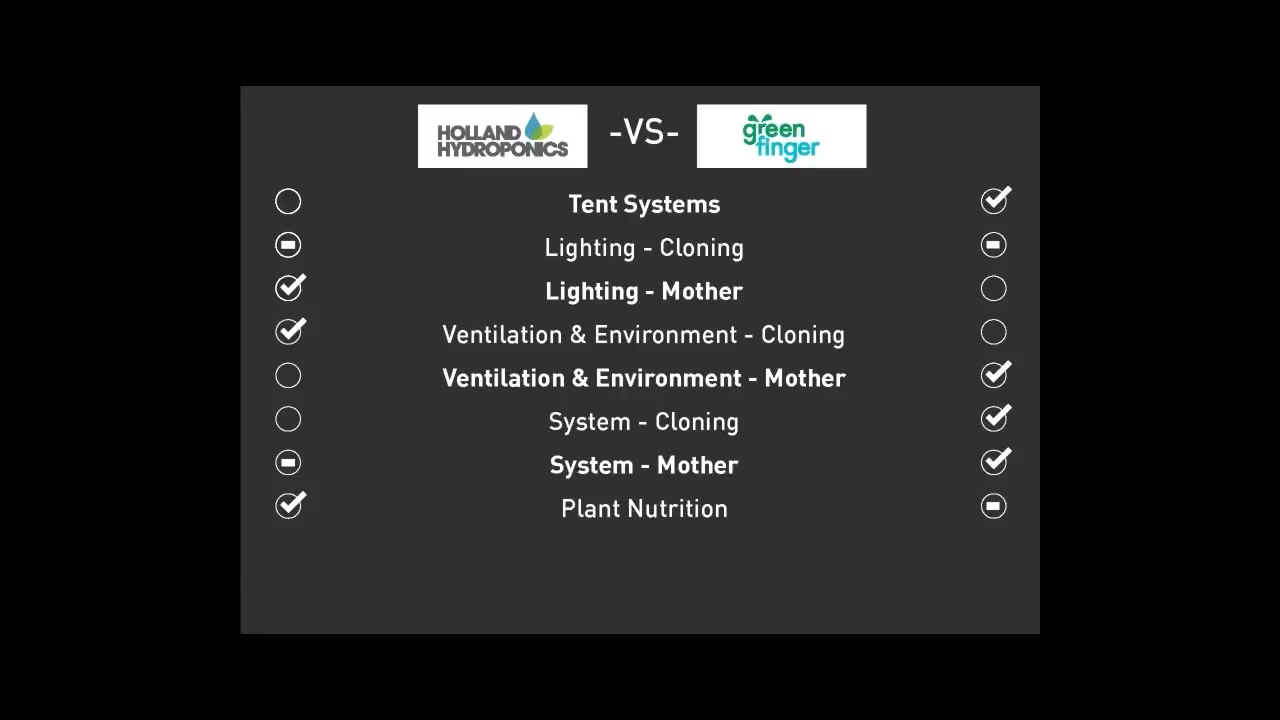 HOLLAND
HYDROPONICS
-VS-
green
finger
Tent Systems
Lighting - Cloning
Lighting - Mother
Ventilation & Environment - Cloning
Ventilation & Environment - Mother
System - Cloning
System - Mother
Plant Nutrition